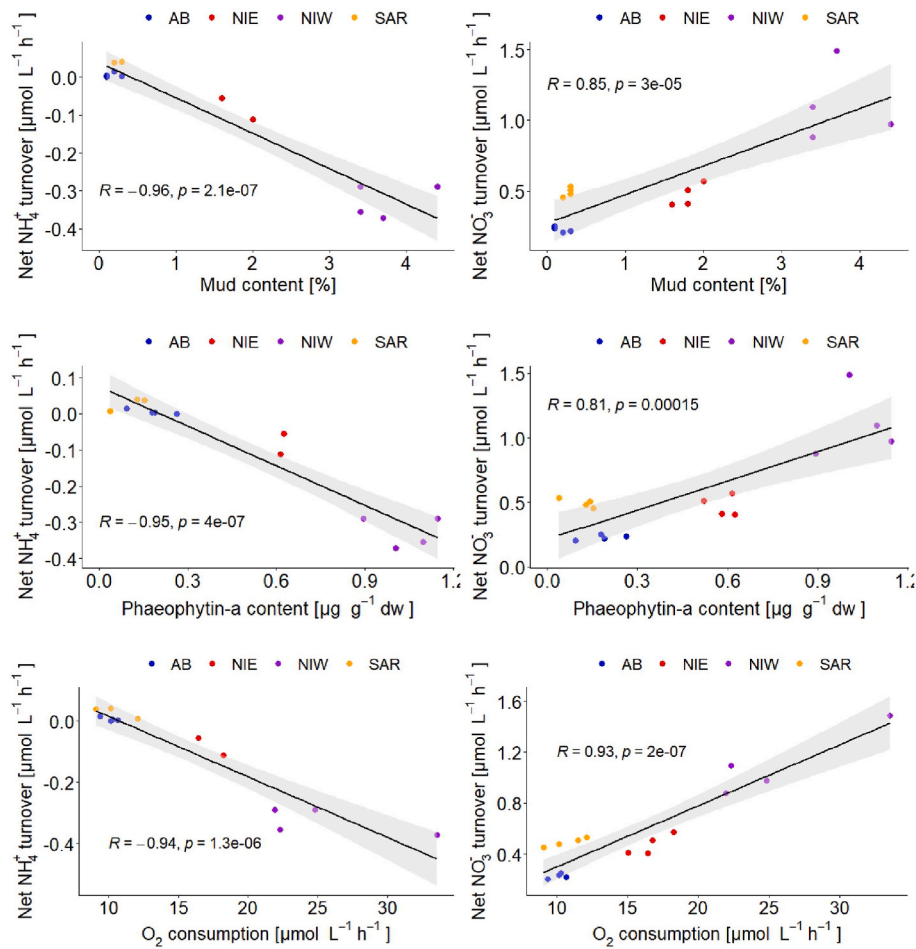 AB NIE NIW SAR
Net NH₄⁺ turnover [µmol L⁻¹ h⁻¹]
0.0
-0.1
-0.2
-0.3
-0.4
R = −0.96, p = 2.1e-07
0 1 2 3 4
Mud content [%]
AB NIE NIW SAR
Net NO₃⁻ turnover [µmol L⁻¹ h⁻¹]
1.5
1.0
0.5
R = 0.85, p = 3e-05
0 1 2 3 4
Mud content [%]
AB NIE NIW SAR
Net NH₄⁺ turnover [µmol L⁻¹ h⁻¹]
0.1
0.0
-0.1
-0.2
-0.3
-0.4
R = −0.95, p = 4e-07
0.0 0.3 0.6 0.9 1.2
Phaeophytin-a content [µg g⁻¹ dw]
AB NIE NIW SAR
Net NO₃⁻ turnover [µmol L⁻¹ h⁻¹]
1.5
1.0
0.5
0.0
R = 0.81, p = 0.00015
0.0 0.3 0.6 0.9 1.2
Phaeophytin-a content [µg g⁻¹ dw]
AB NIE NIW SAR
Net NH₄⁺ turnover [µmol L⁻¹ h⁻¹]
0.0
-0.2
-0.4
R = −0.94, p = 1.3e-06
10 15 20 25 30
O₂ consumption [µmol L⁻¹ h⁻¹]
AB NIE NIW SAR
Net NO₃⁻ turnover [µmol L⁻¹ h⁻¹]
1.6
1.2
0.8
0.4
R = 0.93, p = 2e-07
10 15 20 25 30
O₂ consumption [µmol L⁻¹ h⁻¹]